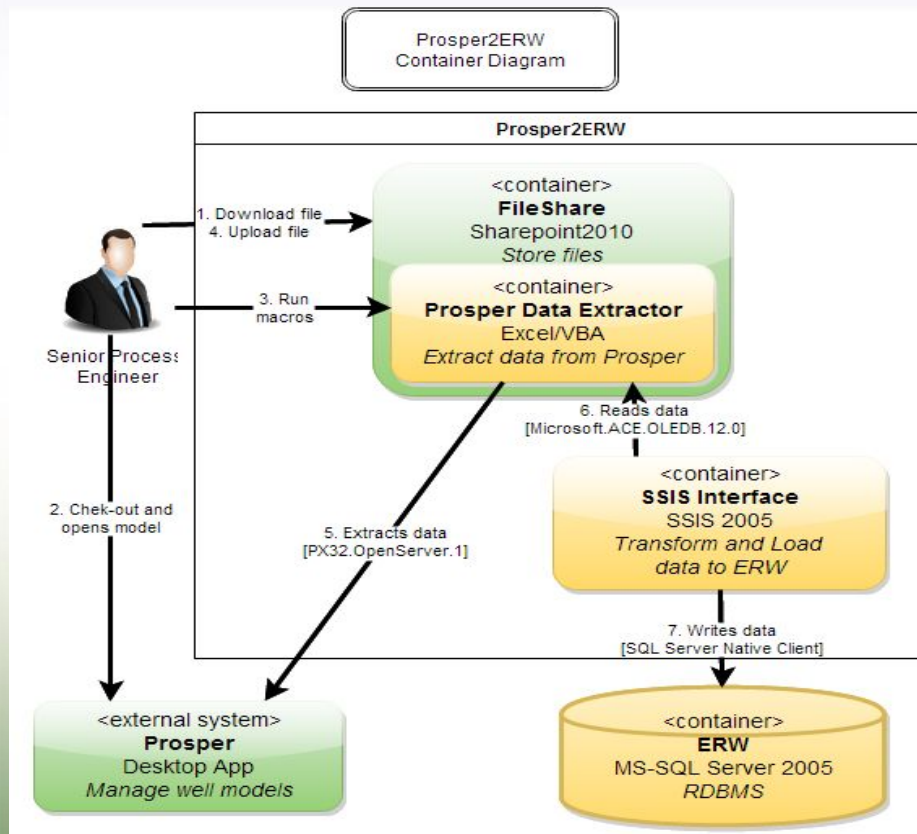 Prosper2ERW
Container Diagram
Prosper2ERW
<container>
FileShare
Sharepoint2010
Store files
1. Download file
4. Upload file
<container>
Prosper Data Extractor
Excel/VBA
Extract data from Prosper
3. Run
macros
Senior Process
Engineer
6. Reads data
[Microsoft.ACE.OLEDB.12.0]
<container>
SSIS Interface
SSIS 2005
Transform and Load
data to ERW
2. Chek-out and
opens model
5. Extracts data
[PX32.OpenServer.1]
7. Writes data
[SQL Server Native Client]
<external system>
Prosper
Desktop App
Manage well models
<container>
ERW
MS-SQL Server 2005
RDBMS